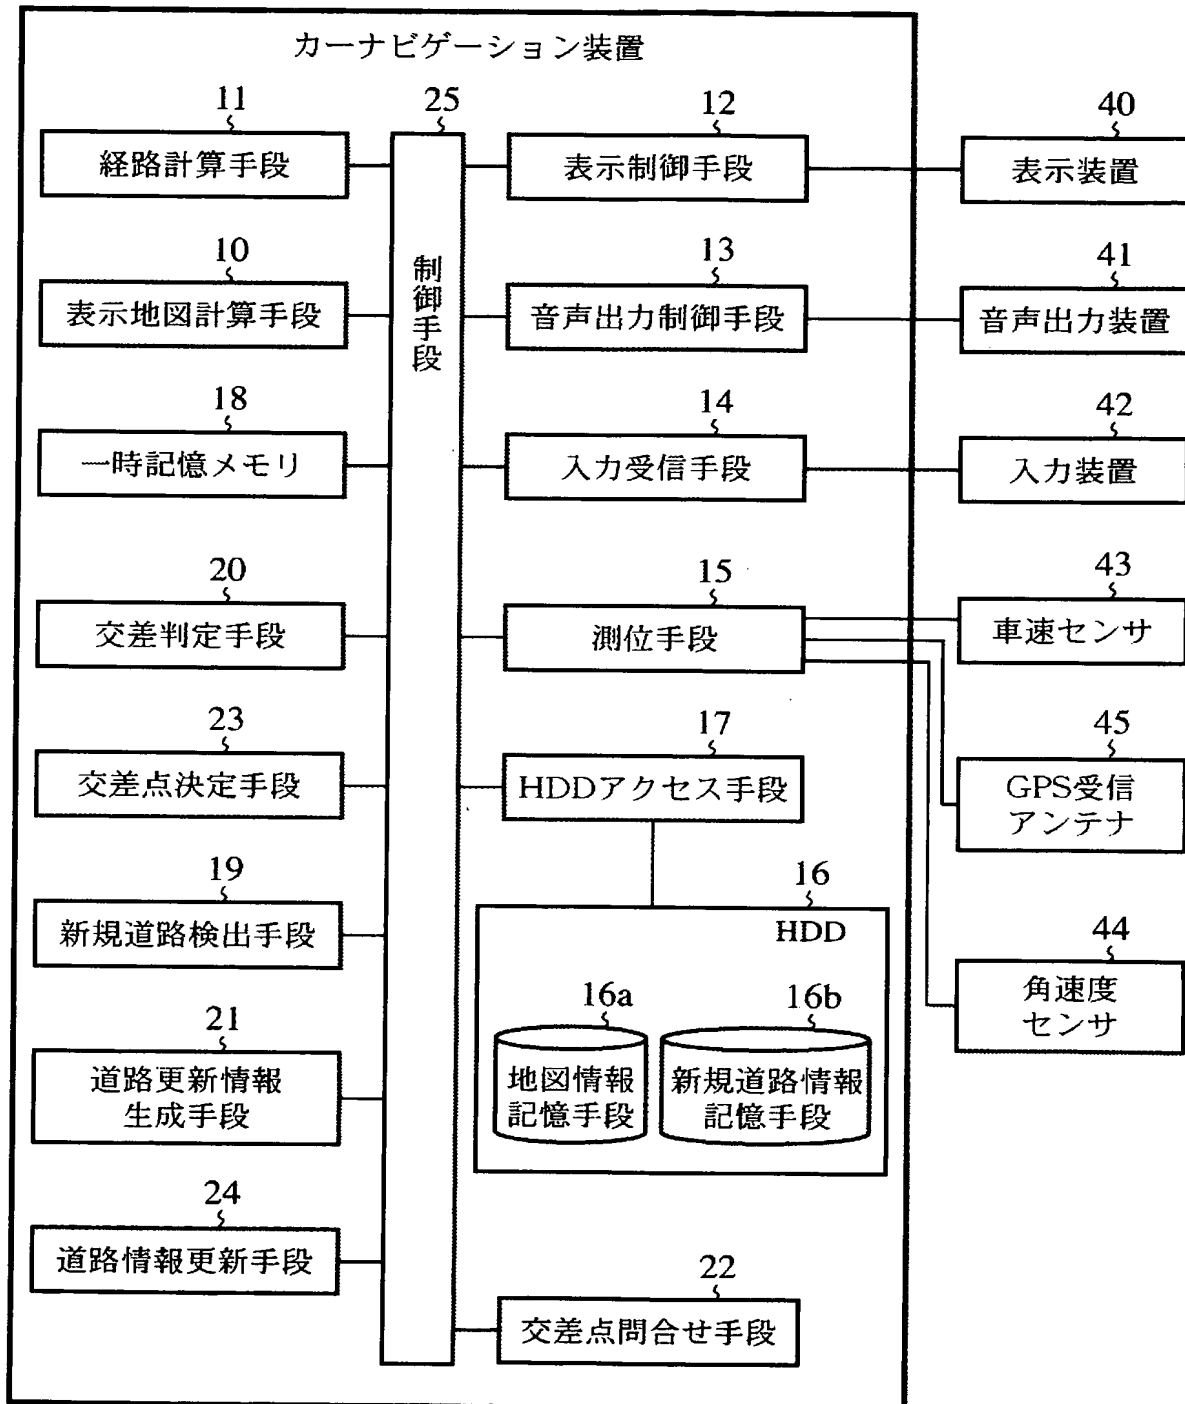 カーナビゲーション装置
11
25
12
40
経路計算手段
表示制御手段
表示装置
10
制御手段
13
41
表示地図計算手段
音声出力制御手段
音声出力装置
18
14
42
一時記憶メモリ
入力受信手段
入力装置
20
15
43
交差判定手段
測位手段
車速センサ
23
17
45
交差点決定手段
HDDアクセス手段
GPS受信
アンテナ
19
16
新規道路検出手段
HDD
44
角速度
センサ
16a
16b
21
道路更新情報
生成手段
地図情報
記憶手段
新規道路情報
記憶手段
24
道路情報更新手段
22
交差点問合せ手段